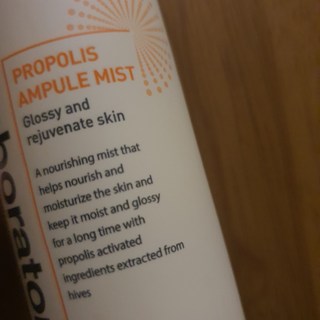 PROPOLIS
AMPULE MIST
Glossy and
rejuvenate skin
A nourishing mist that
helps nourish and
moisturize the skin and
keep it moist and glossy
for a long time with
propolis activated
ingredients extracted from
hives